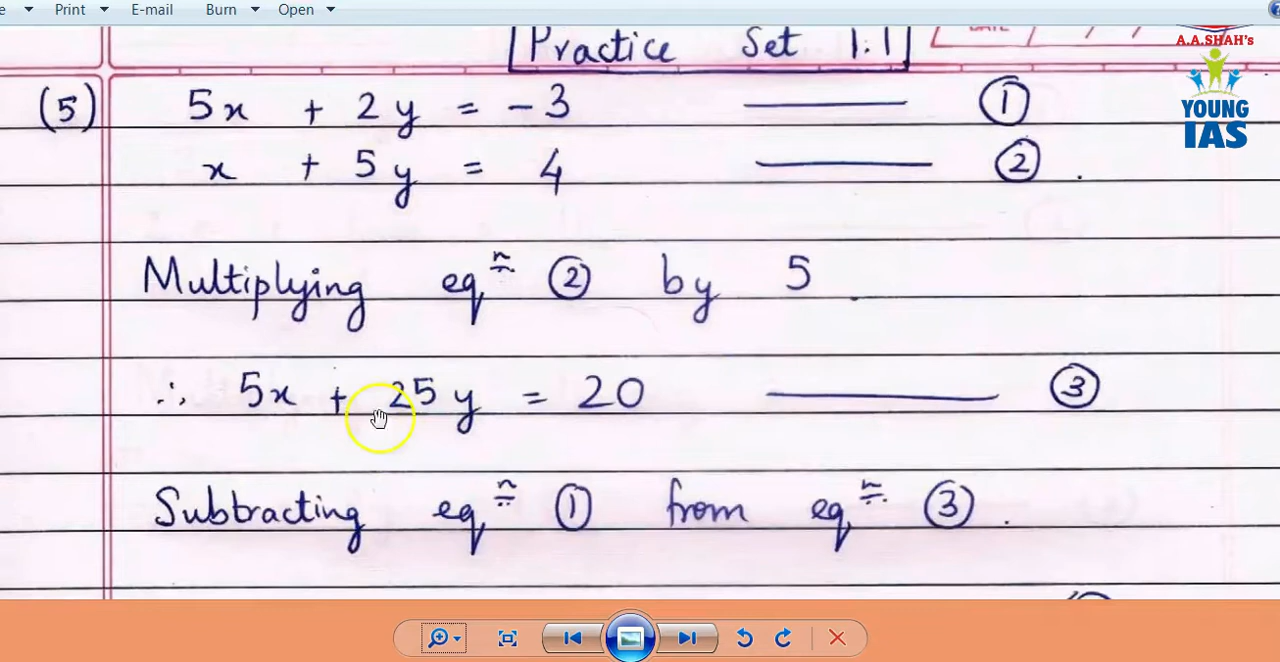 Print E-mail Burn Open
Practice Set 1.1
A.A.SHAH's
YOUNG
IAS
(5) 5x + 2y = -3 ——— ①
x + 5y = 4 ——— ②.
Multiplying eqⁿ ② by 5
∴ 5x + 25y = 20 ——— ③
Subtracting eqⁿ ① from eqⁿ ③.